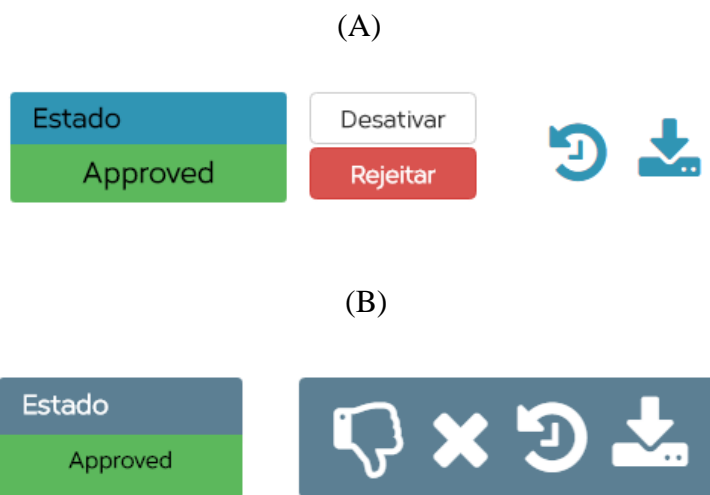 (A)
Estado
Approved
Desativar
Rejeitar
(B)
Estado
Approved